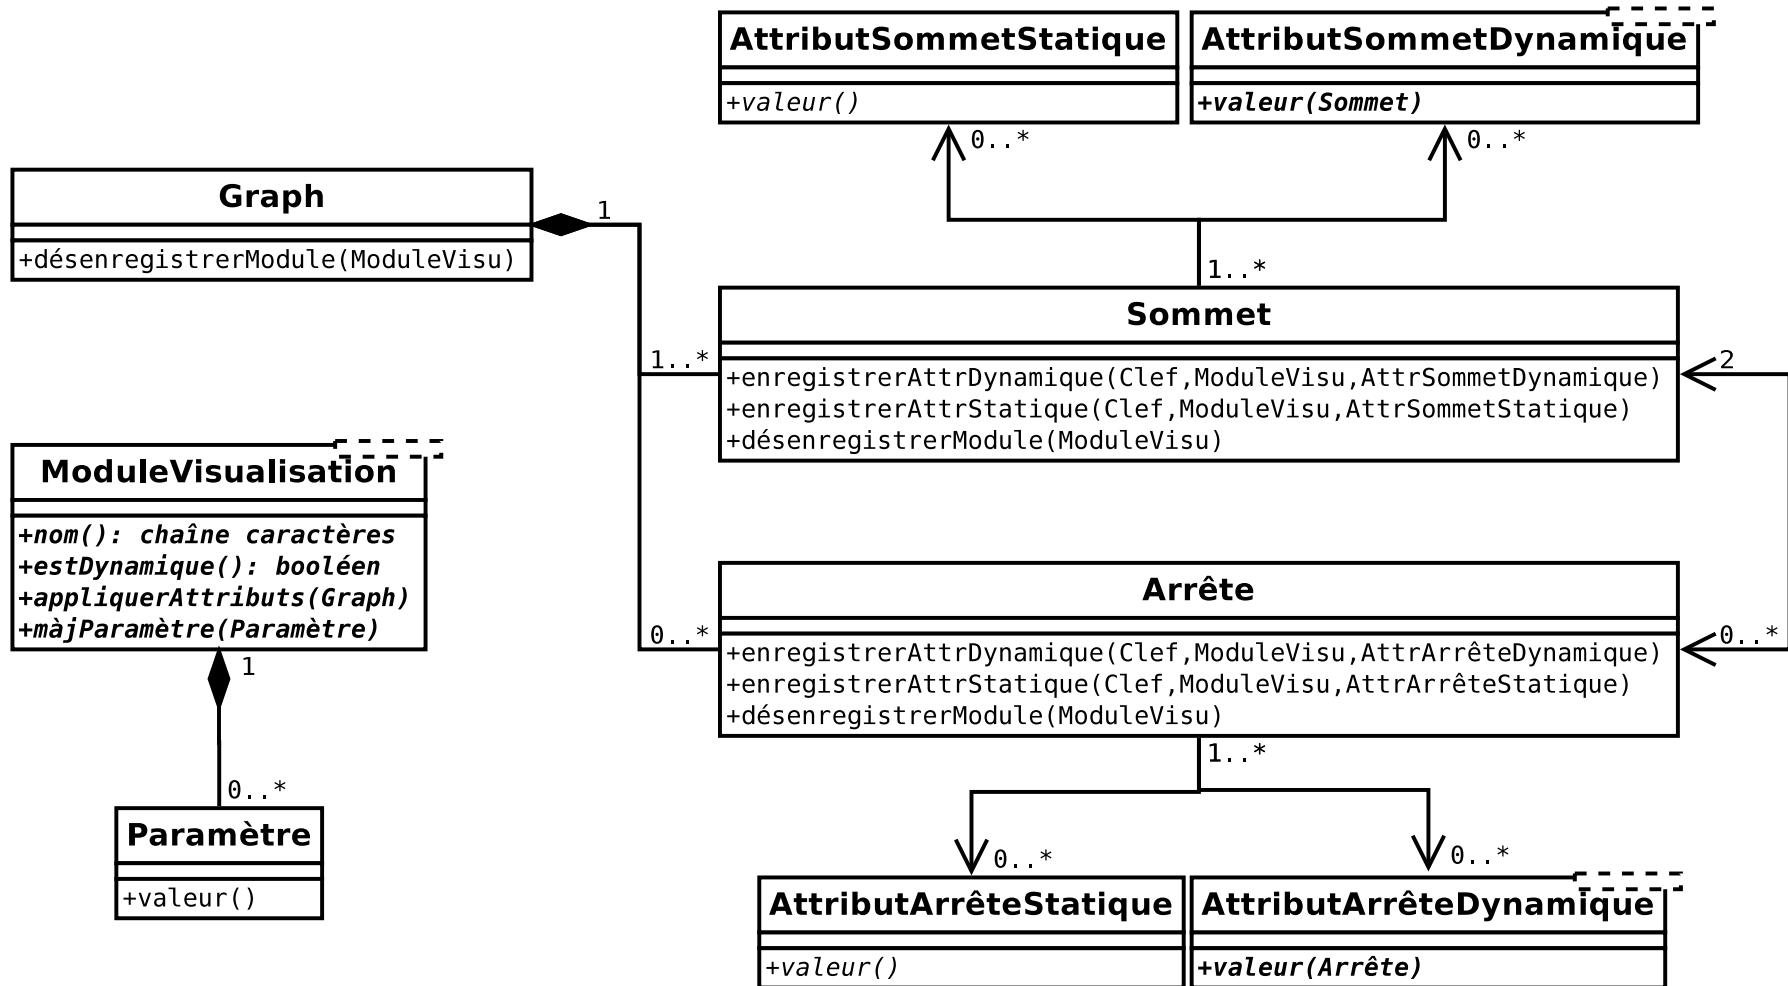 AttributSommetStatique
+valeur()
AttributSommetDynamique
+valeur(Sommet)
0..*
0..*
Graph
+désenregistrerModule(ModuleVisu)
1
1..*
Sommet
+enregistrerAttrDynamique(Clef,ModuleVisu,AttrSommetDynamique)
+enregistrerAttrStatique(Clef,ModuleVisu,AttrSommetStatique)
+désenregistrerModule(ModuleVisu)
1..*
2
ModuleVisualisation
+nom(): chaîne caractères
+estDynamique(): booléen
+appliquerAttributs(Graph)
+màjParamètre(Paramètre)
1
0..*
Paramètre
+valeur()
Arrête
+enregistrerAttrDynamique(Clef,ModuleVisu,AttrArrêteDynamique)
+enregistrerAttrStatique(Clef,ModuleVisu,AttrArrêteStatique)
+désenregistrerModule(ModuleVisu)
0..*
0..*
1..*
0..*
0..*
AttributArrêteStatique
+valeur()
AttributArrêteDynamique
+valeur(Arrête)